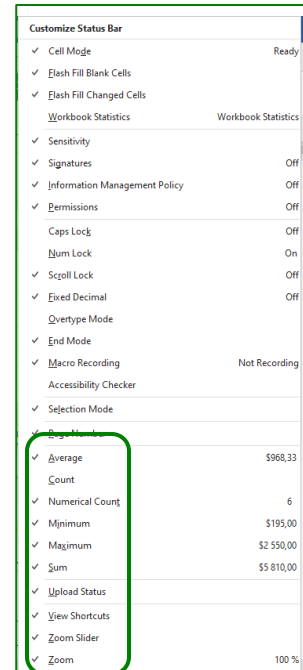 Customize Status Bar
Cell Mode Ready
Flash Fill Blank Cells
Flash Fill Changed Cells
Workbook Statistics Workbook Statistics
Sensitivity
Signatures Off
Information Management Policy Off
Permissions Off
Caps Lock Off
Num Lock On
Scroll Lock Off
Fixed Decimal Off
Overtype Mode
End Mode
Macro Recording Not Recording
Accessibility Checker
Selection Mode
Page Number
Average $968,33
Count
Numerical Count 6
Minimum $195,00
Maximum $2 550,00
Sum $5 810,00
Upload Status
View Shortcuts
Zoom Slider
Zoom 100 %